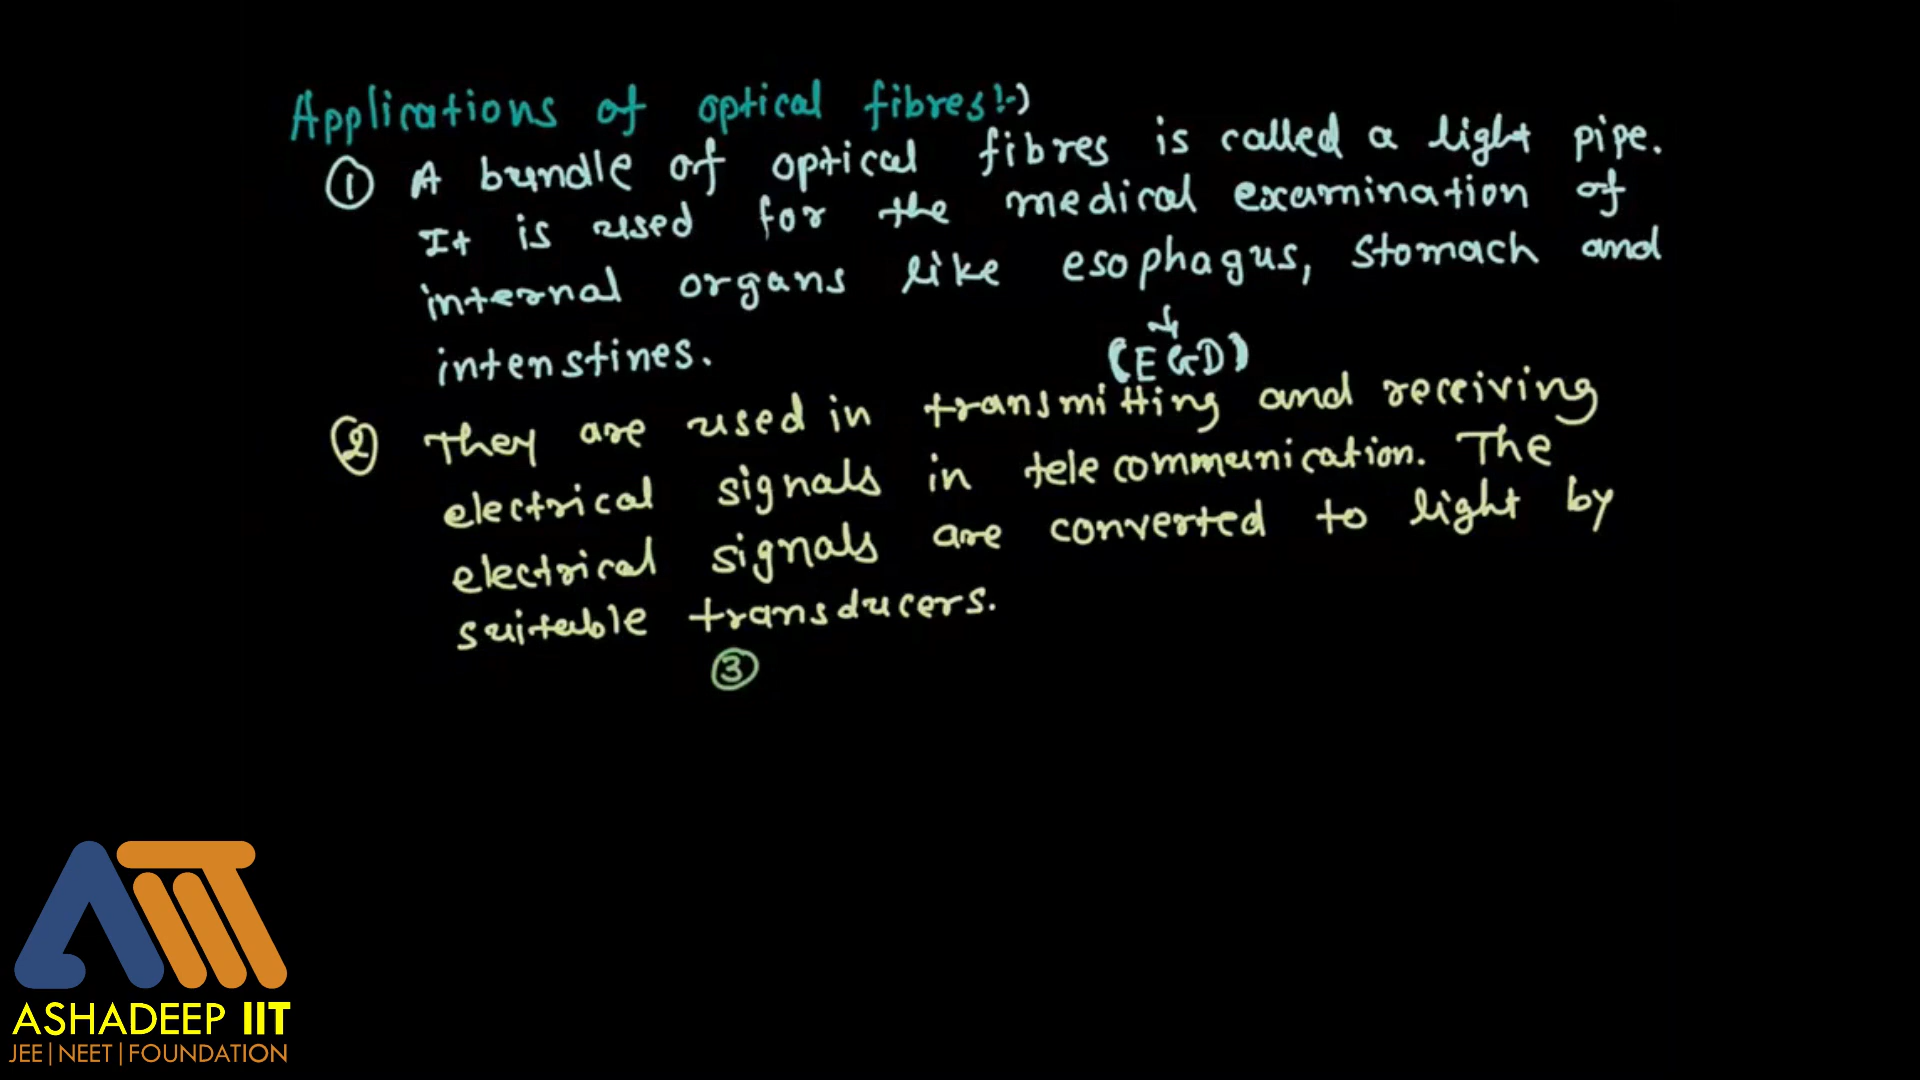 Applications of optical fibres:-)
① A bundle of optical fibres is called a light pipe.
It is used for the medical examination of
internal organs like esophagus, stomach and
intenstines.
(EGD)
② They are used in transmitting and receiving
electrical signals in telecommunication. The
electrical signals are converted to light by
suitable transducers.
③
ASHADEEP IIT
JEE|NEET|FOUNDATION